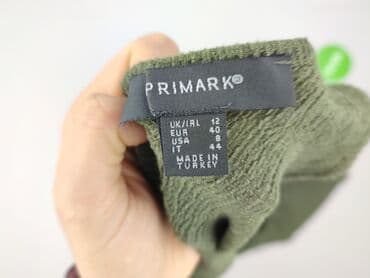 PRIMARK®
UK/IRL 12
EUR 40
USA 8
IT 44
MADE IN
TURKEY